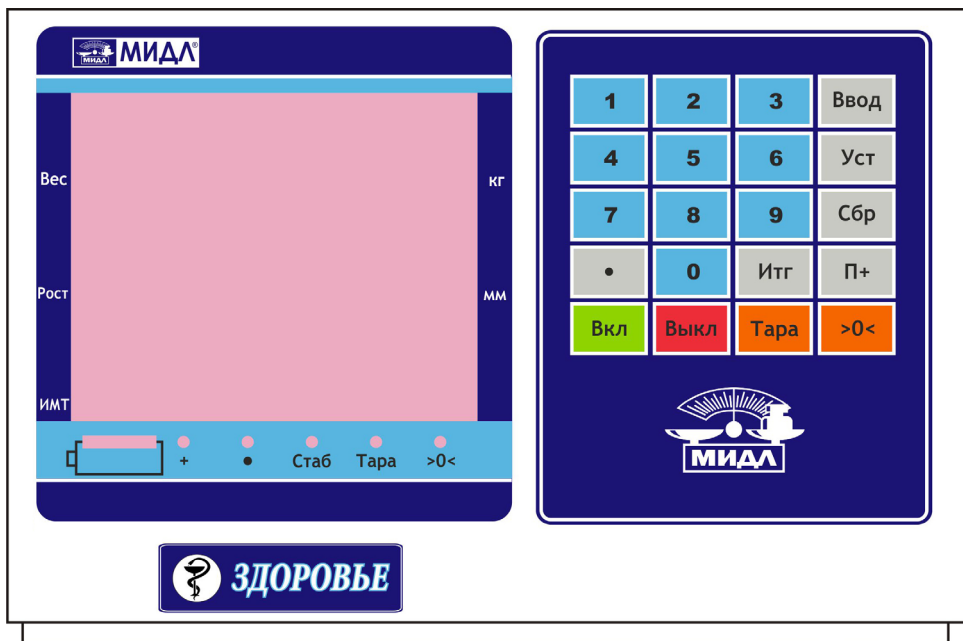 МИДЛ
МИДЛ®
Вес
кг
Рост
мм
ИМТ
+ • Стаб Тара >0<
1 2 3 Ввод
4 5 6 Уст
7 8 9 Сбр
• 0 Итг П+
Вкл Выкл Тара >0<
МИДЛ
ЗДОРОВЬЕ